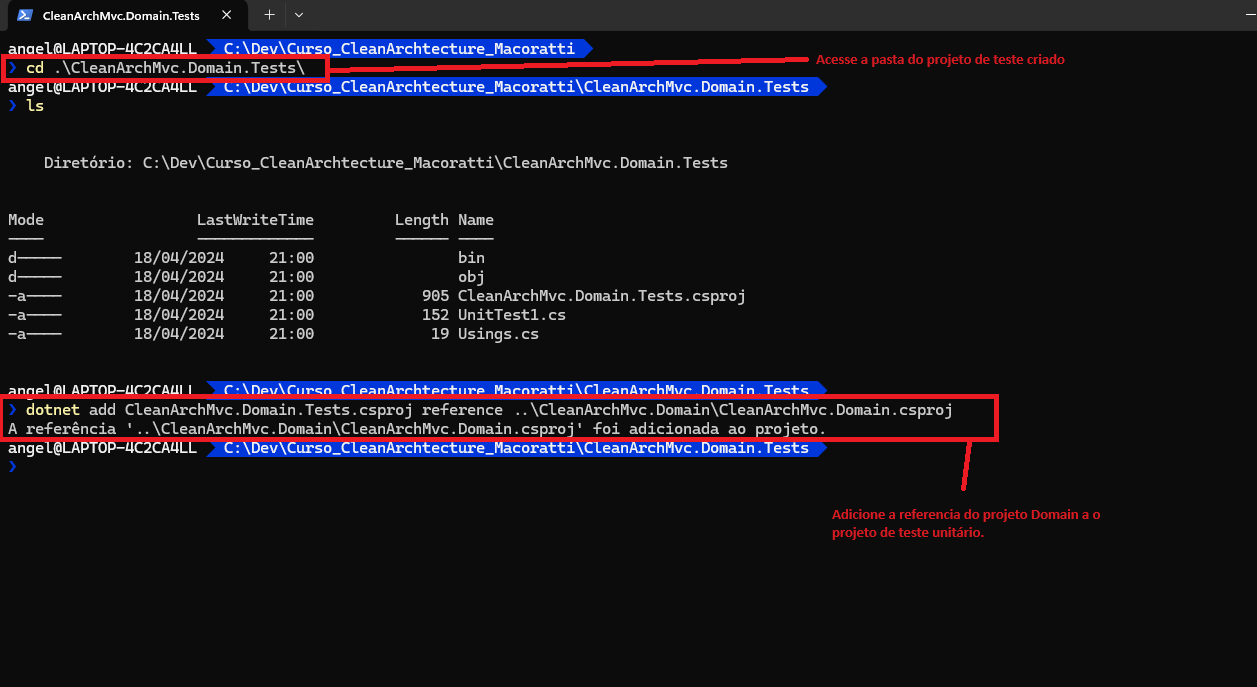 CleanArchMvc.Domain.Tests
angel@LAPTOP-4C2CA4LL C:\Dev\Curso_CleanArchtecture_Macoratti
❯ cd .\CleanArchMvc.Domain.Tests\
Acesse a pasta do projeto de teste criado
angel@LAPTOP-4C2CA4LL C:\Dev\Curso_CleanArchtecture_Macoratti\CleanArchMvc.Domain.Tests
❯ ls
Diretório: C:\Dev\Curso_CleanArchtecture_Macoratti\CleanArchMvc.Domain.Tests
Mode LastWriteTime Length Name
---- ------------- ------ ----
d----- 18/04/2024 21:00 bin
d----- 18/04/2024 21:00 obj
-a---- 18/04/2024 21:00 905 CleanArchMvc.Domain.Tests.csproj
-a---- 18/04/2024 21:00 152 UnitTest1.cs
-a---- 18/04/2024 21:00 19 Usings.cs
angel@LAPTOP-4C2CA4LL C:\Dev\Curso_CleanArchtecture_Macoratti\CleanArchMvc.Domain.Tests
❯ dotnet add CleanArchMvc.Domain.Tests.csproj reference ..\CleanArchMvc.Domain\CleanArchMvc.Domain.csproj
A referência '..\CleanArchMvc.Domain\CleanArchMvc.Domain.csproj' foi adicionada ao projeto.
angel@LAPTOP-4C2CA4LL C:\Dev\Curso_CleanArchtecture_Macoratti\CleanArchMvc.Domain.Tests
❯
Adicione a referencia do projeto Domain a o
projeto de teste unitário.